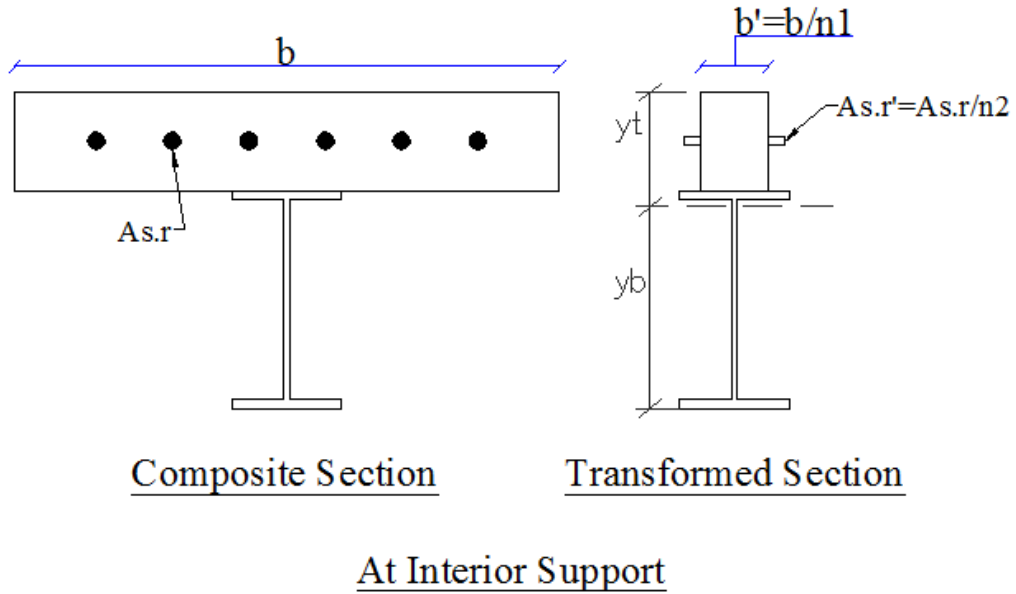 b
b'=b/n1
As.r'=As.r/n2
yt
As.r
yb
Composite Section
Transformed Section
At Interior Support